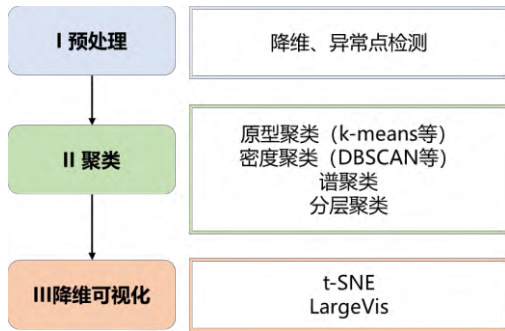 I 预处理
降维、异常点检测
II 聚类
原型聚类（k-means等）
密度聚类（DBSCAN等）
谱聚类
分层聚类
III降维可视化
t-SNE
LargeVis